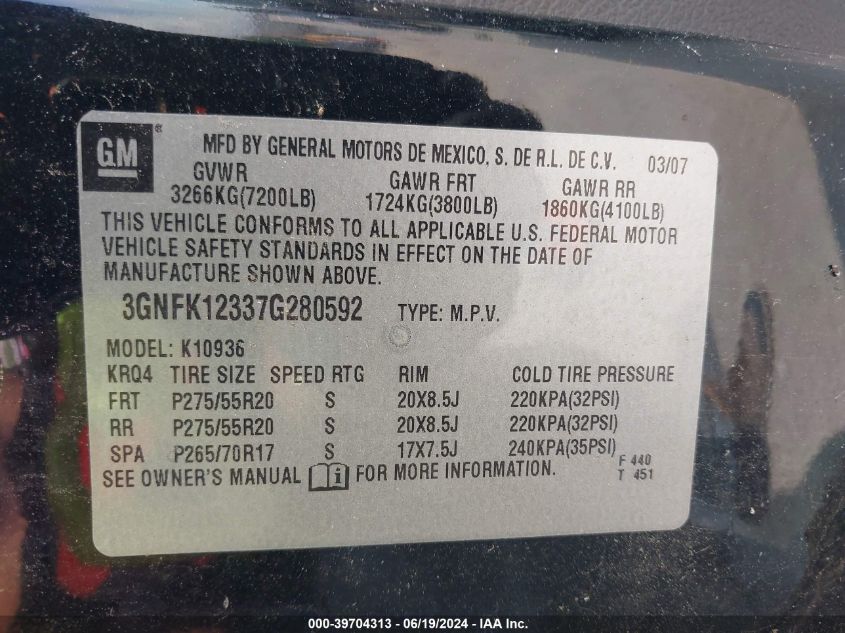 GM ® MFD BY GENERAL MOTORS DE MEXICO, S. DE R.L. DE C.V. 03/07
GVWR GAWR FRT GAWR RR
3266KG(7200LB) 1724KG(3800LB) 1860KG(4100LB)
THIS VEHICLE CONFORMS TO ALL APPLICABLE U.S. FEDERAL MOTOR
VEHICLE SAFETY STANDARDS IN EFFECT ON THE DATE OF
MANUFACTURE SHOWN ABOVE.
3GNFK12337G280592 TYPE: M.P.V.
MODEL: K10936
KRQ4 TIRE SIZE SPEED RTG RIM COLD TIRE PRESSURE
FRT P275/55R20 S 20X8.5J 220KPA(32PSI)
RR P275/55R20 S 20X8.5J 220KPA(32PSI)
SPA P265/70R17 S 17X7.5J 240KPA(35PSI)
SEE OWNER'S MANUAL i FOR MORE INFORMATION.
F 440
T 451
000-39704313 - 06/19/2024 - IAA Inc.